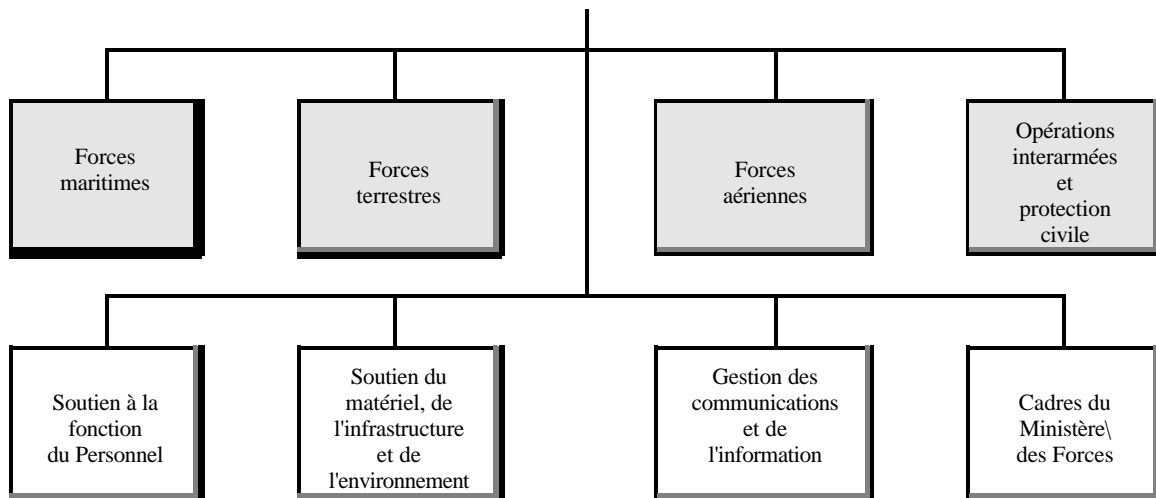 Forces
maritimes
Forces
terrestres
Forces
aériennes
Opérations
interarmées
et
protection
civile
Soutien à la
fonction
du Personnel
Soutien du
matériel, de
l'infrastructure
et de
l'environnement
Gestion des
communications
et de
l'information
Cadres du
Ministère\
des Forces